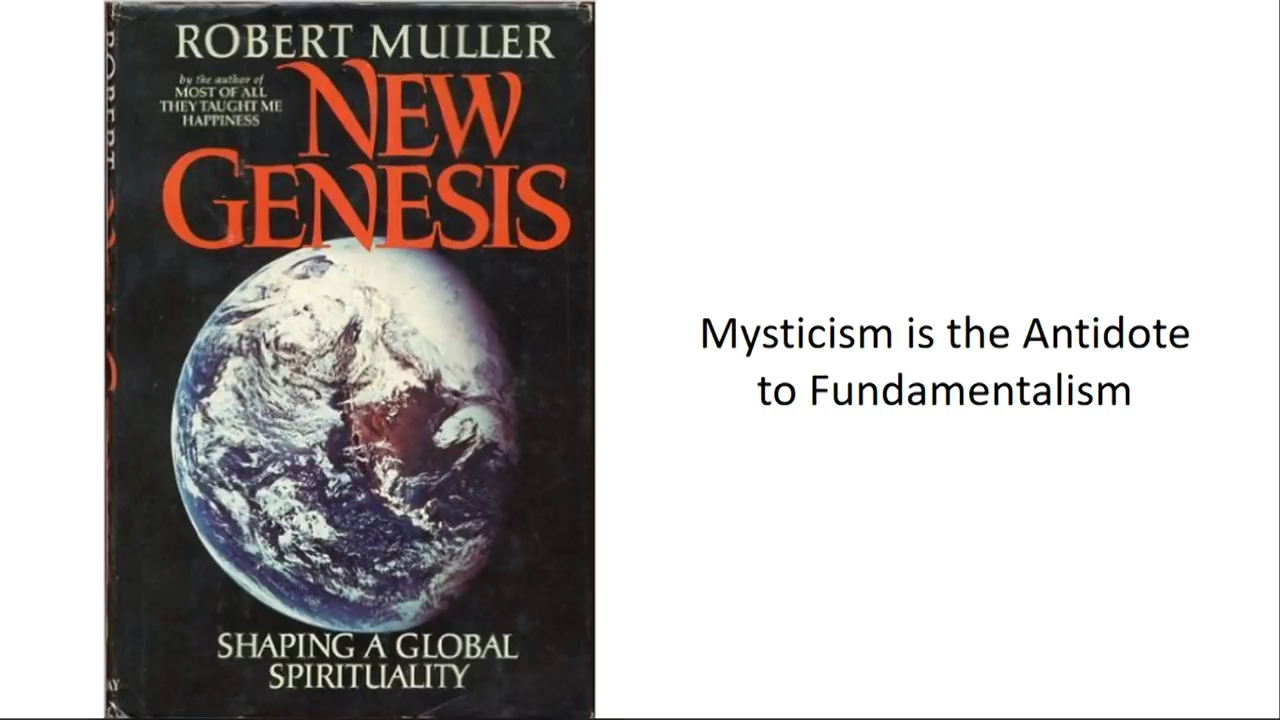 ROBERT MULLER
by the author of
MOST OF ALL
THEY TAUGHT ME
HAPPINESS
NEW
GENESIS
SHAPING A GLOBAL
SPIRITUALITY
Mysticism is the Antidote
to Fundamentalism